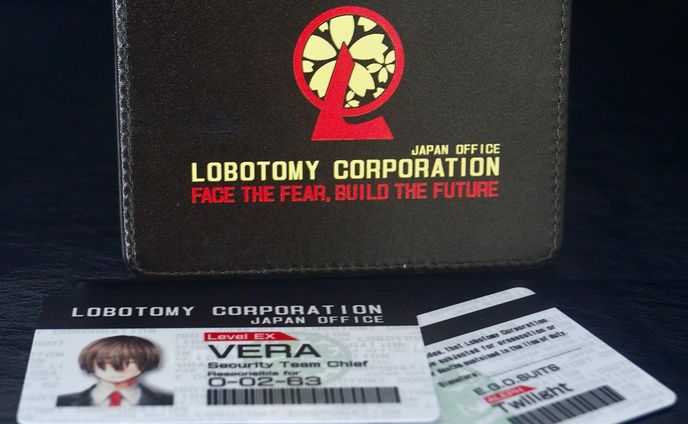 JAPAN OFFICE
LOBOTOMY CORPORATION
FACE THE FEAR, BUILD THE FUTURE
LOBOTOMY CORPORATION
JAPAN OFFICE
Level EX
VERA
Security Team Chief
Responsible for
O-02-63
that Lobotomy Corporation
E.G.O.SUITS
ALEPH
Twilight